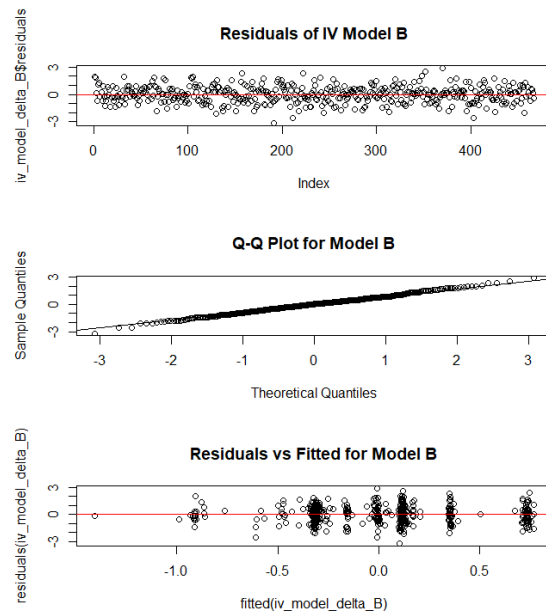 Residuals of IV Model B
iv_model_delta_B$residuals
3
0
-3
0 100 200 300 400
Index
Q-Q Plot for Model B
Sample Quantiles
3
0
-3
-3 -2 -1 0 1 2 3
Theoretical Quantiles
Residuals vs Fitted for Model B
residuals(iv_model_delta_B)
3
0
-3
-1.0 -0.5 0.0 0.5
fitted(iv_model_delta_B)